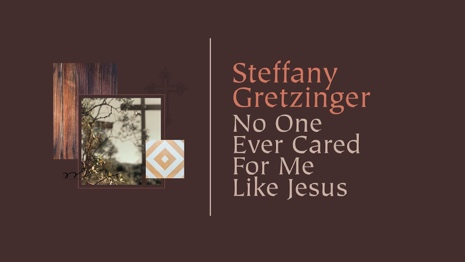 Steffany
Gretzinger
No One
Ever Cared
For Me
Like Jesus